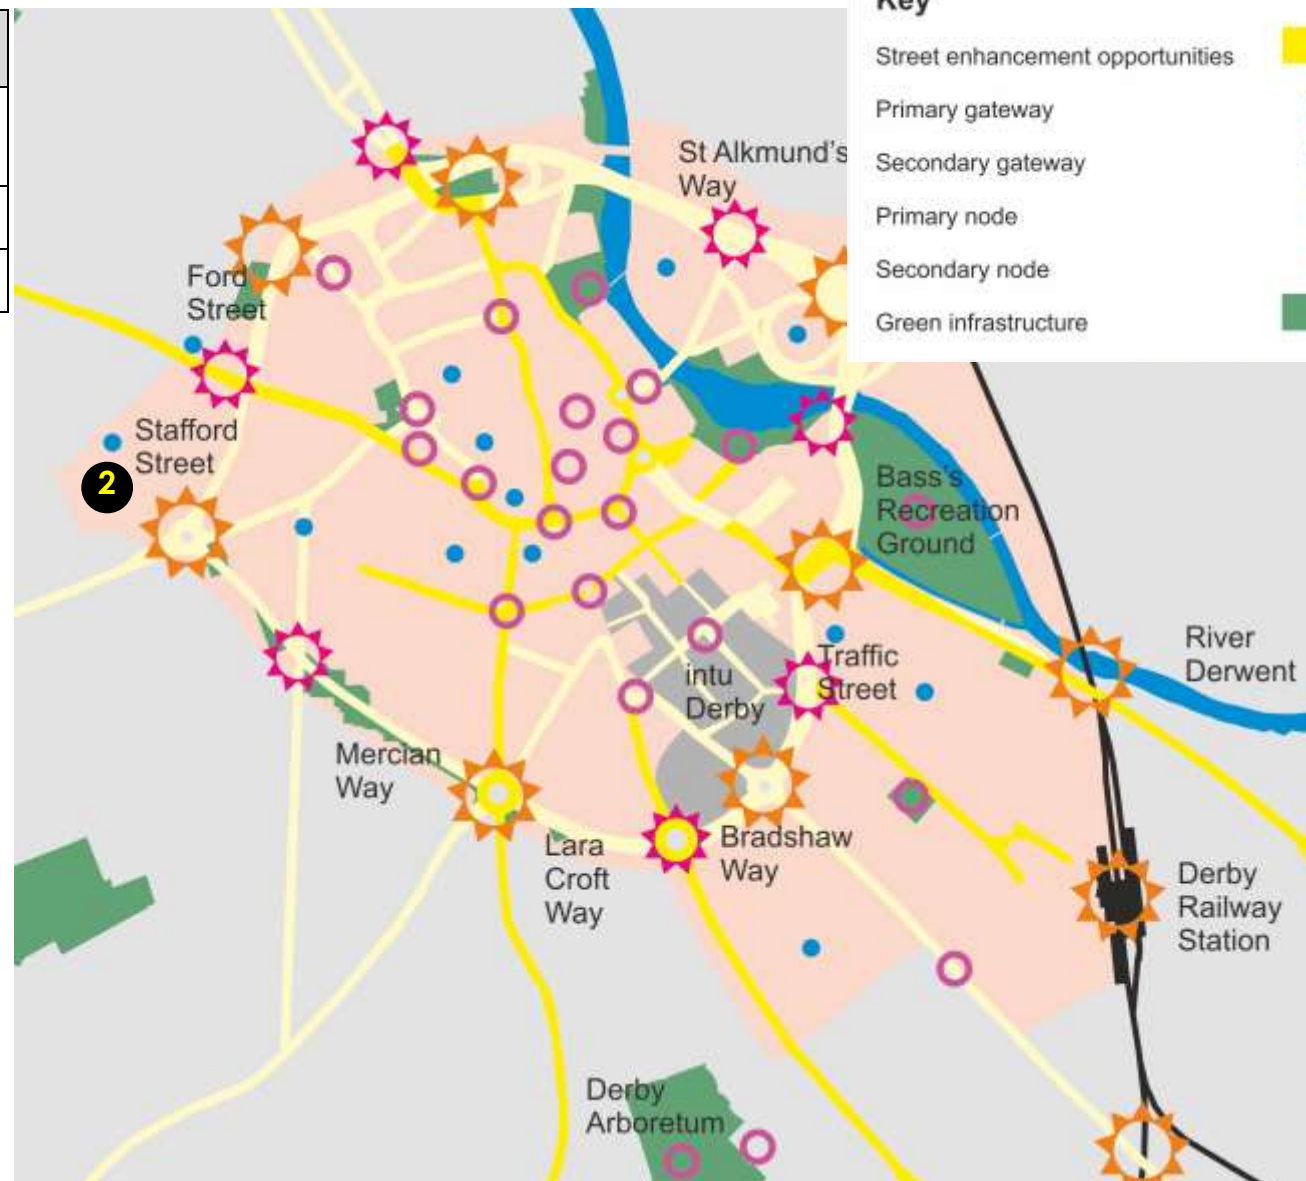 Key
Street enhancement opportunities
Primary gateway
Secondary gateway
Primary node
Secondary node
Green infrastructure
St Alkmund's
Way
Ford
Street
Stafford
Street
2
Bass's
Recreation
Ground
River
Derwent
Traffic
Street
intu
Derby
Mercian
Way
Lara
Croft
Way
Bradshaw
Way
Derby
Railway
Station
Derby
Arboretum